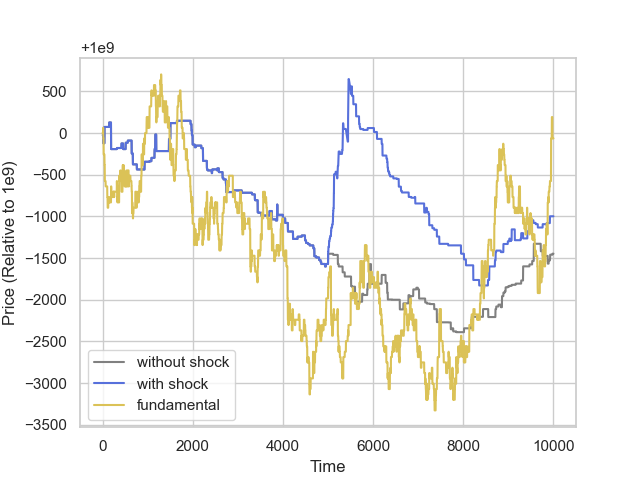 +1e9
500
0
−500
−1000
−1500
−2000
−2500
−3000
−3500
Price (Relative to 1e9)
without shock
with shock
fundamental
0 2000 4000 6000 8000 10000
Time